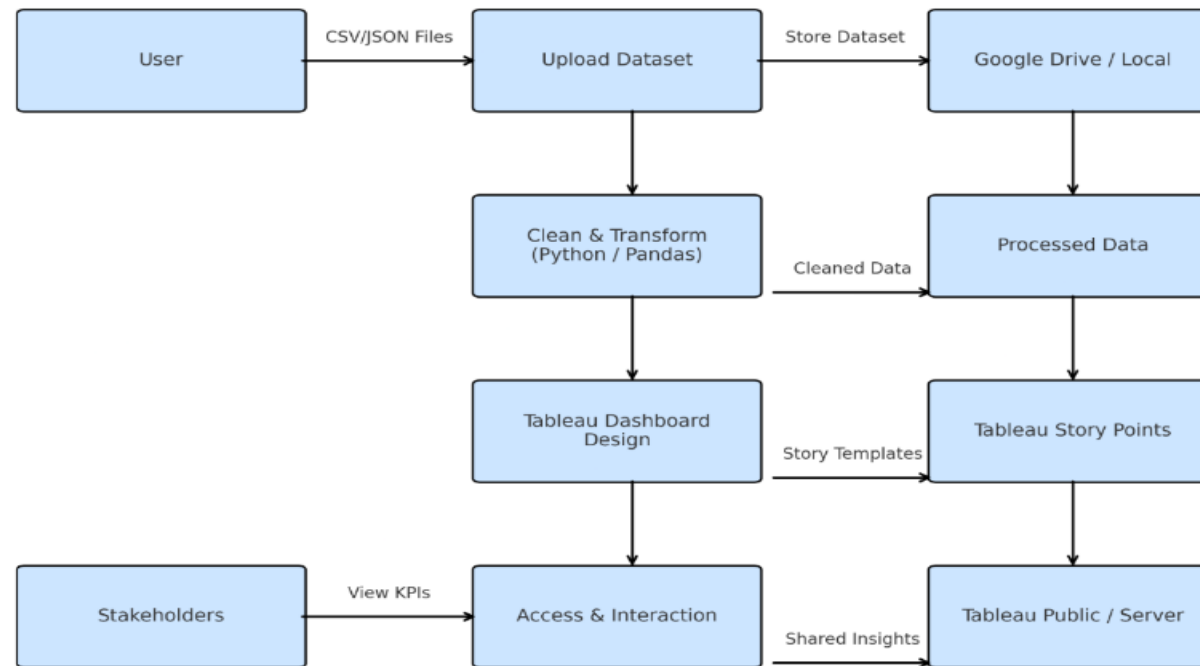 User
CSV/JSON Files
Upload Dataset
Store Dataset
Google Drive / Local
Clean & Transform
(Python / Pandas)
Cleaned Data
Processed Data
Tableau Dashboard
Design
Story Templates
Tableau Story Points
Stakeholders
View KPIs
Access & Interaction
Shared Insights
Tableau Public / Server